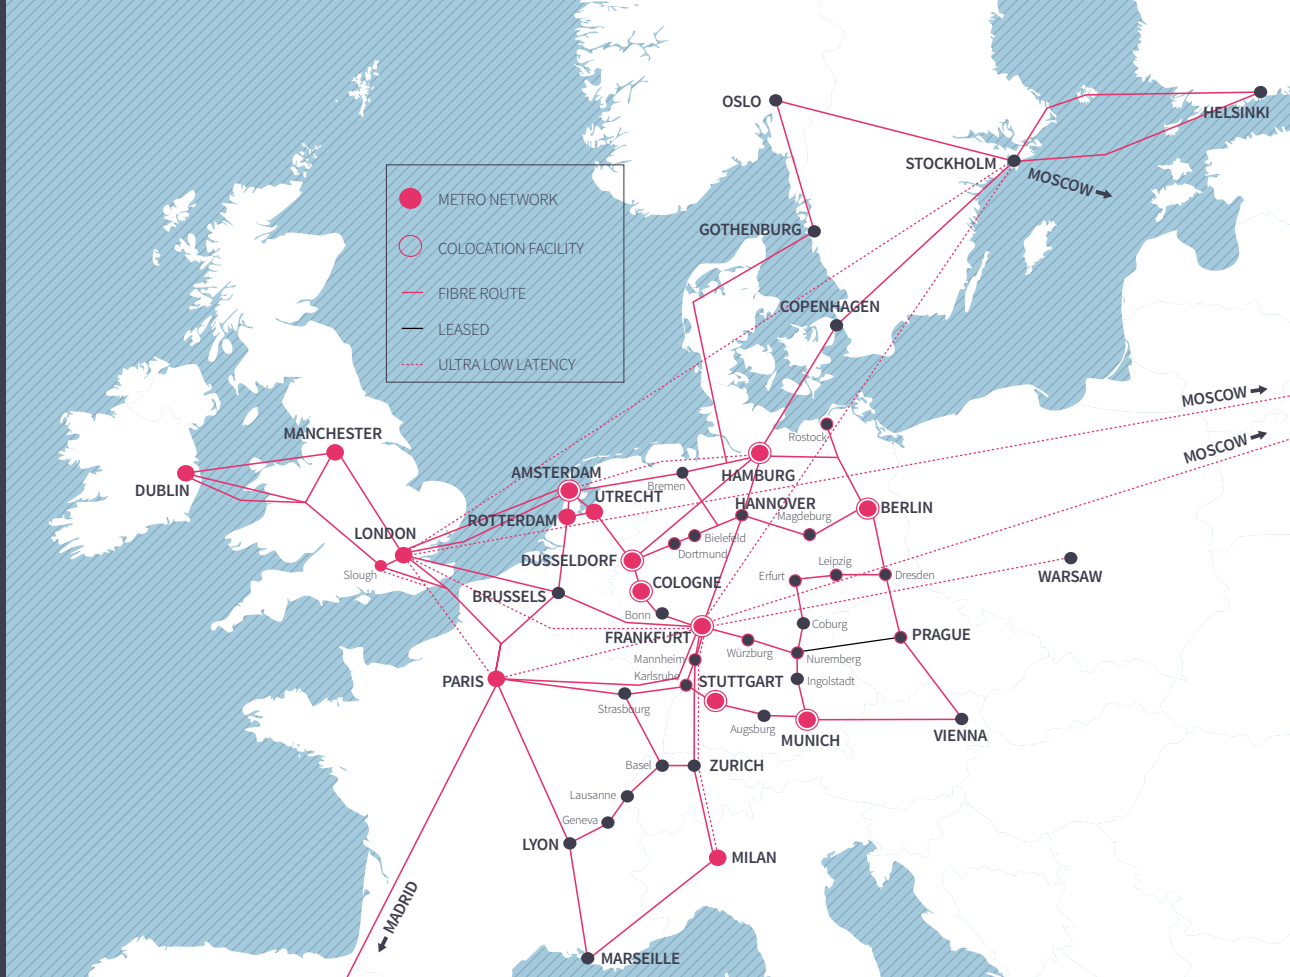 OSLO
HELSINKI
STOCKHOLM
MOSCOW
METRO NETWORK
COLOCATION FACILITY
FIBRE ROUTE
LEASED
ULTRA LOW LATENCY
GOTHENBURG
COPENHAGEN
MOSCOW
MOSCOW
MANCHESTER
DUBLIN
Rostock
AMSTERDAM
HAMBURG
Bremen
UTRECHT
HANNOVER
BERLIN
ROTTERDAM
Magdeburg
LONDON
Bielefeld
Dortmund
DUSSELDORF
Slough
Leipzig
Erfurt
Dresden
WARSAW
COLOGNE
BRUSSELS
Bonn
Coburg
FRANKFURT
PRAGUE
Würzburg
Mannheim
Nuremberg
Karlsruhe
PARIS
STUTTGART
Ingolstadt
Strasbourg
Augsburg
MUNICH
VIENNA
Basel
ZURICH
Lausanne
Geneva
LYON
MILAN
MADRID
MARSEILLE